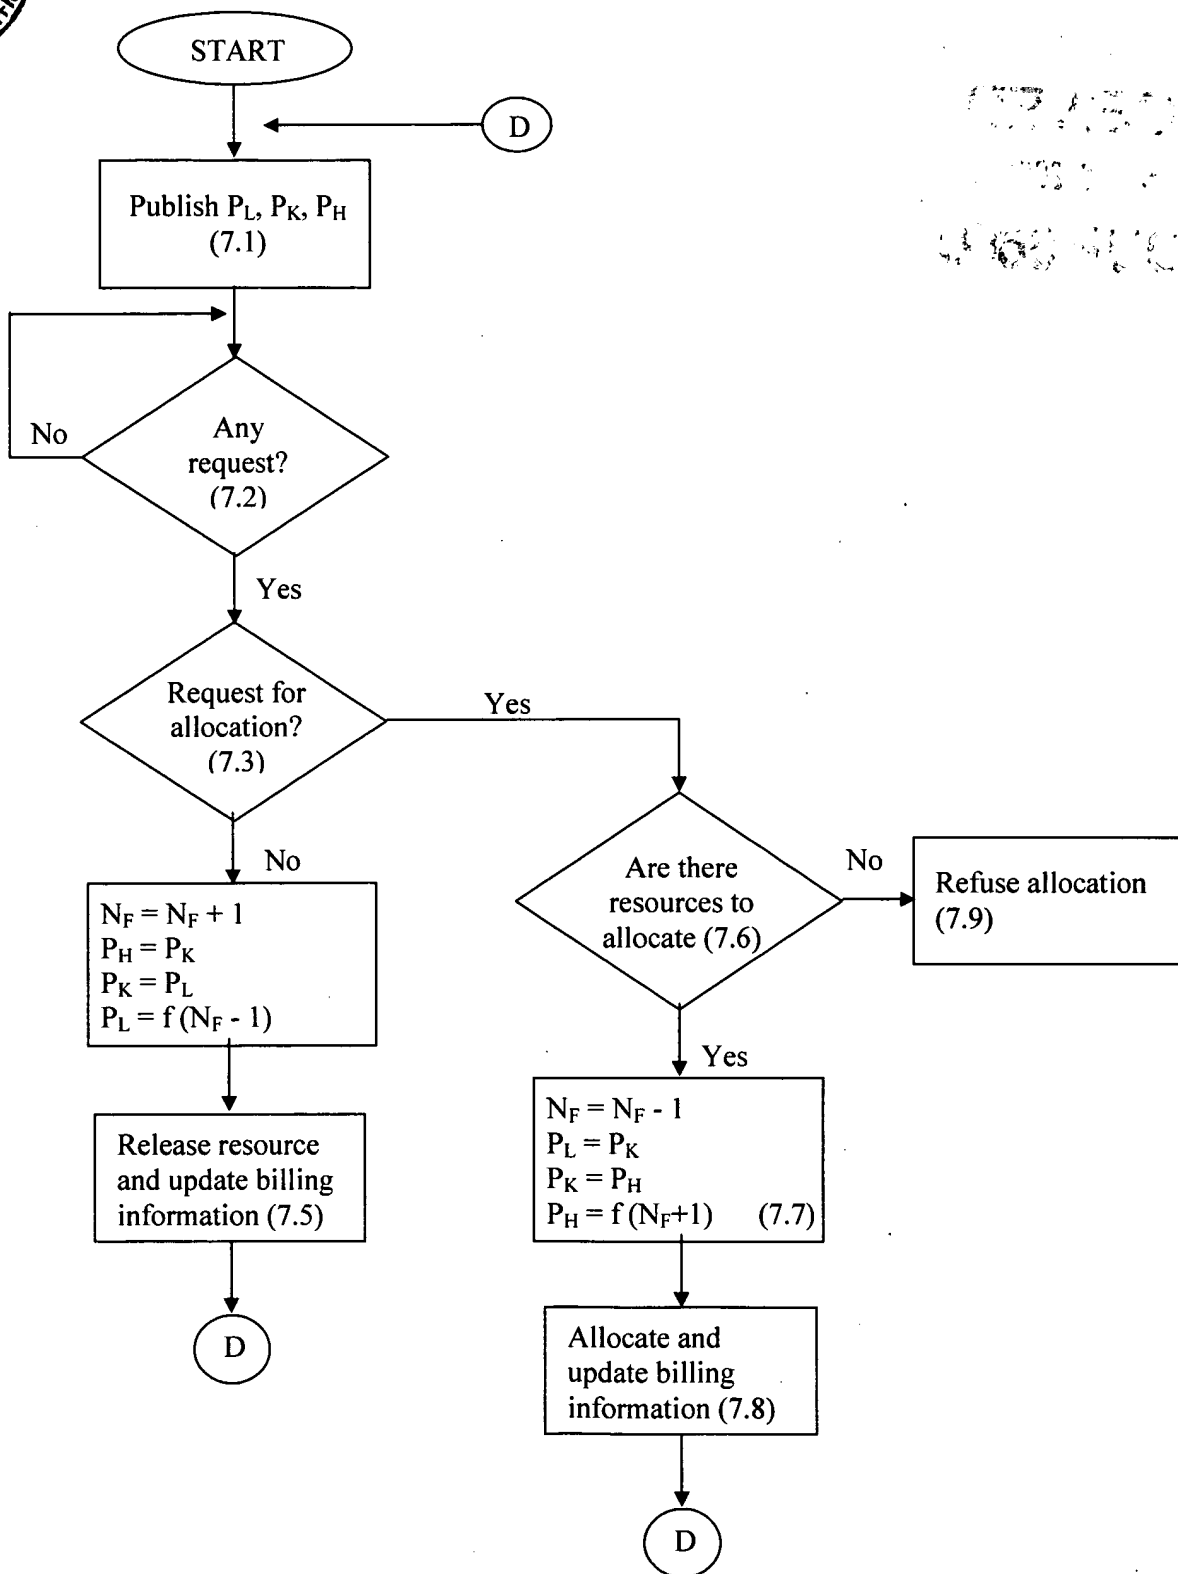 START
D
Publish P_L, P_K, P_H
(7.1)
No
Any
request?
(7.2)
Yes
Request for
allocation?
(7.3)
Yes
No
Are there
resources to
allocate (7.6)
No
Refuse allocation
(7.9)
N_F = N_F + 1
P_H = P_K
P_K = P_L
P_L = f (N_F - 1)
Yes
Release resource
and update billing
information (7.5)
N_F = N_F - 1
P_L = P_K
P_K = P_H
P_H = f (N_F+1) (7.7)
D
Allocate and
update billing
information (7.8)
D